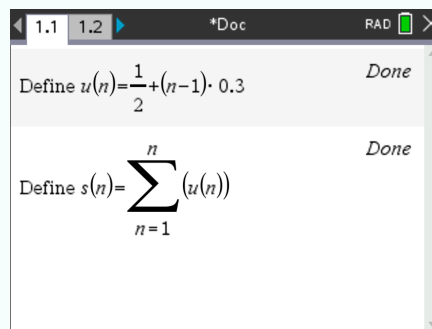 1.1 1.2 *Doc RAD
Define u(n)=1/2+(n−1)· 0.3 Done
Define s(n)=∑_{n=1}^{n}(u(n)) Done